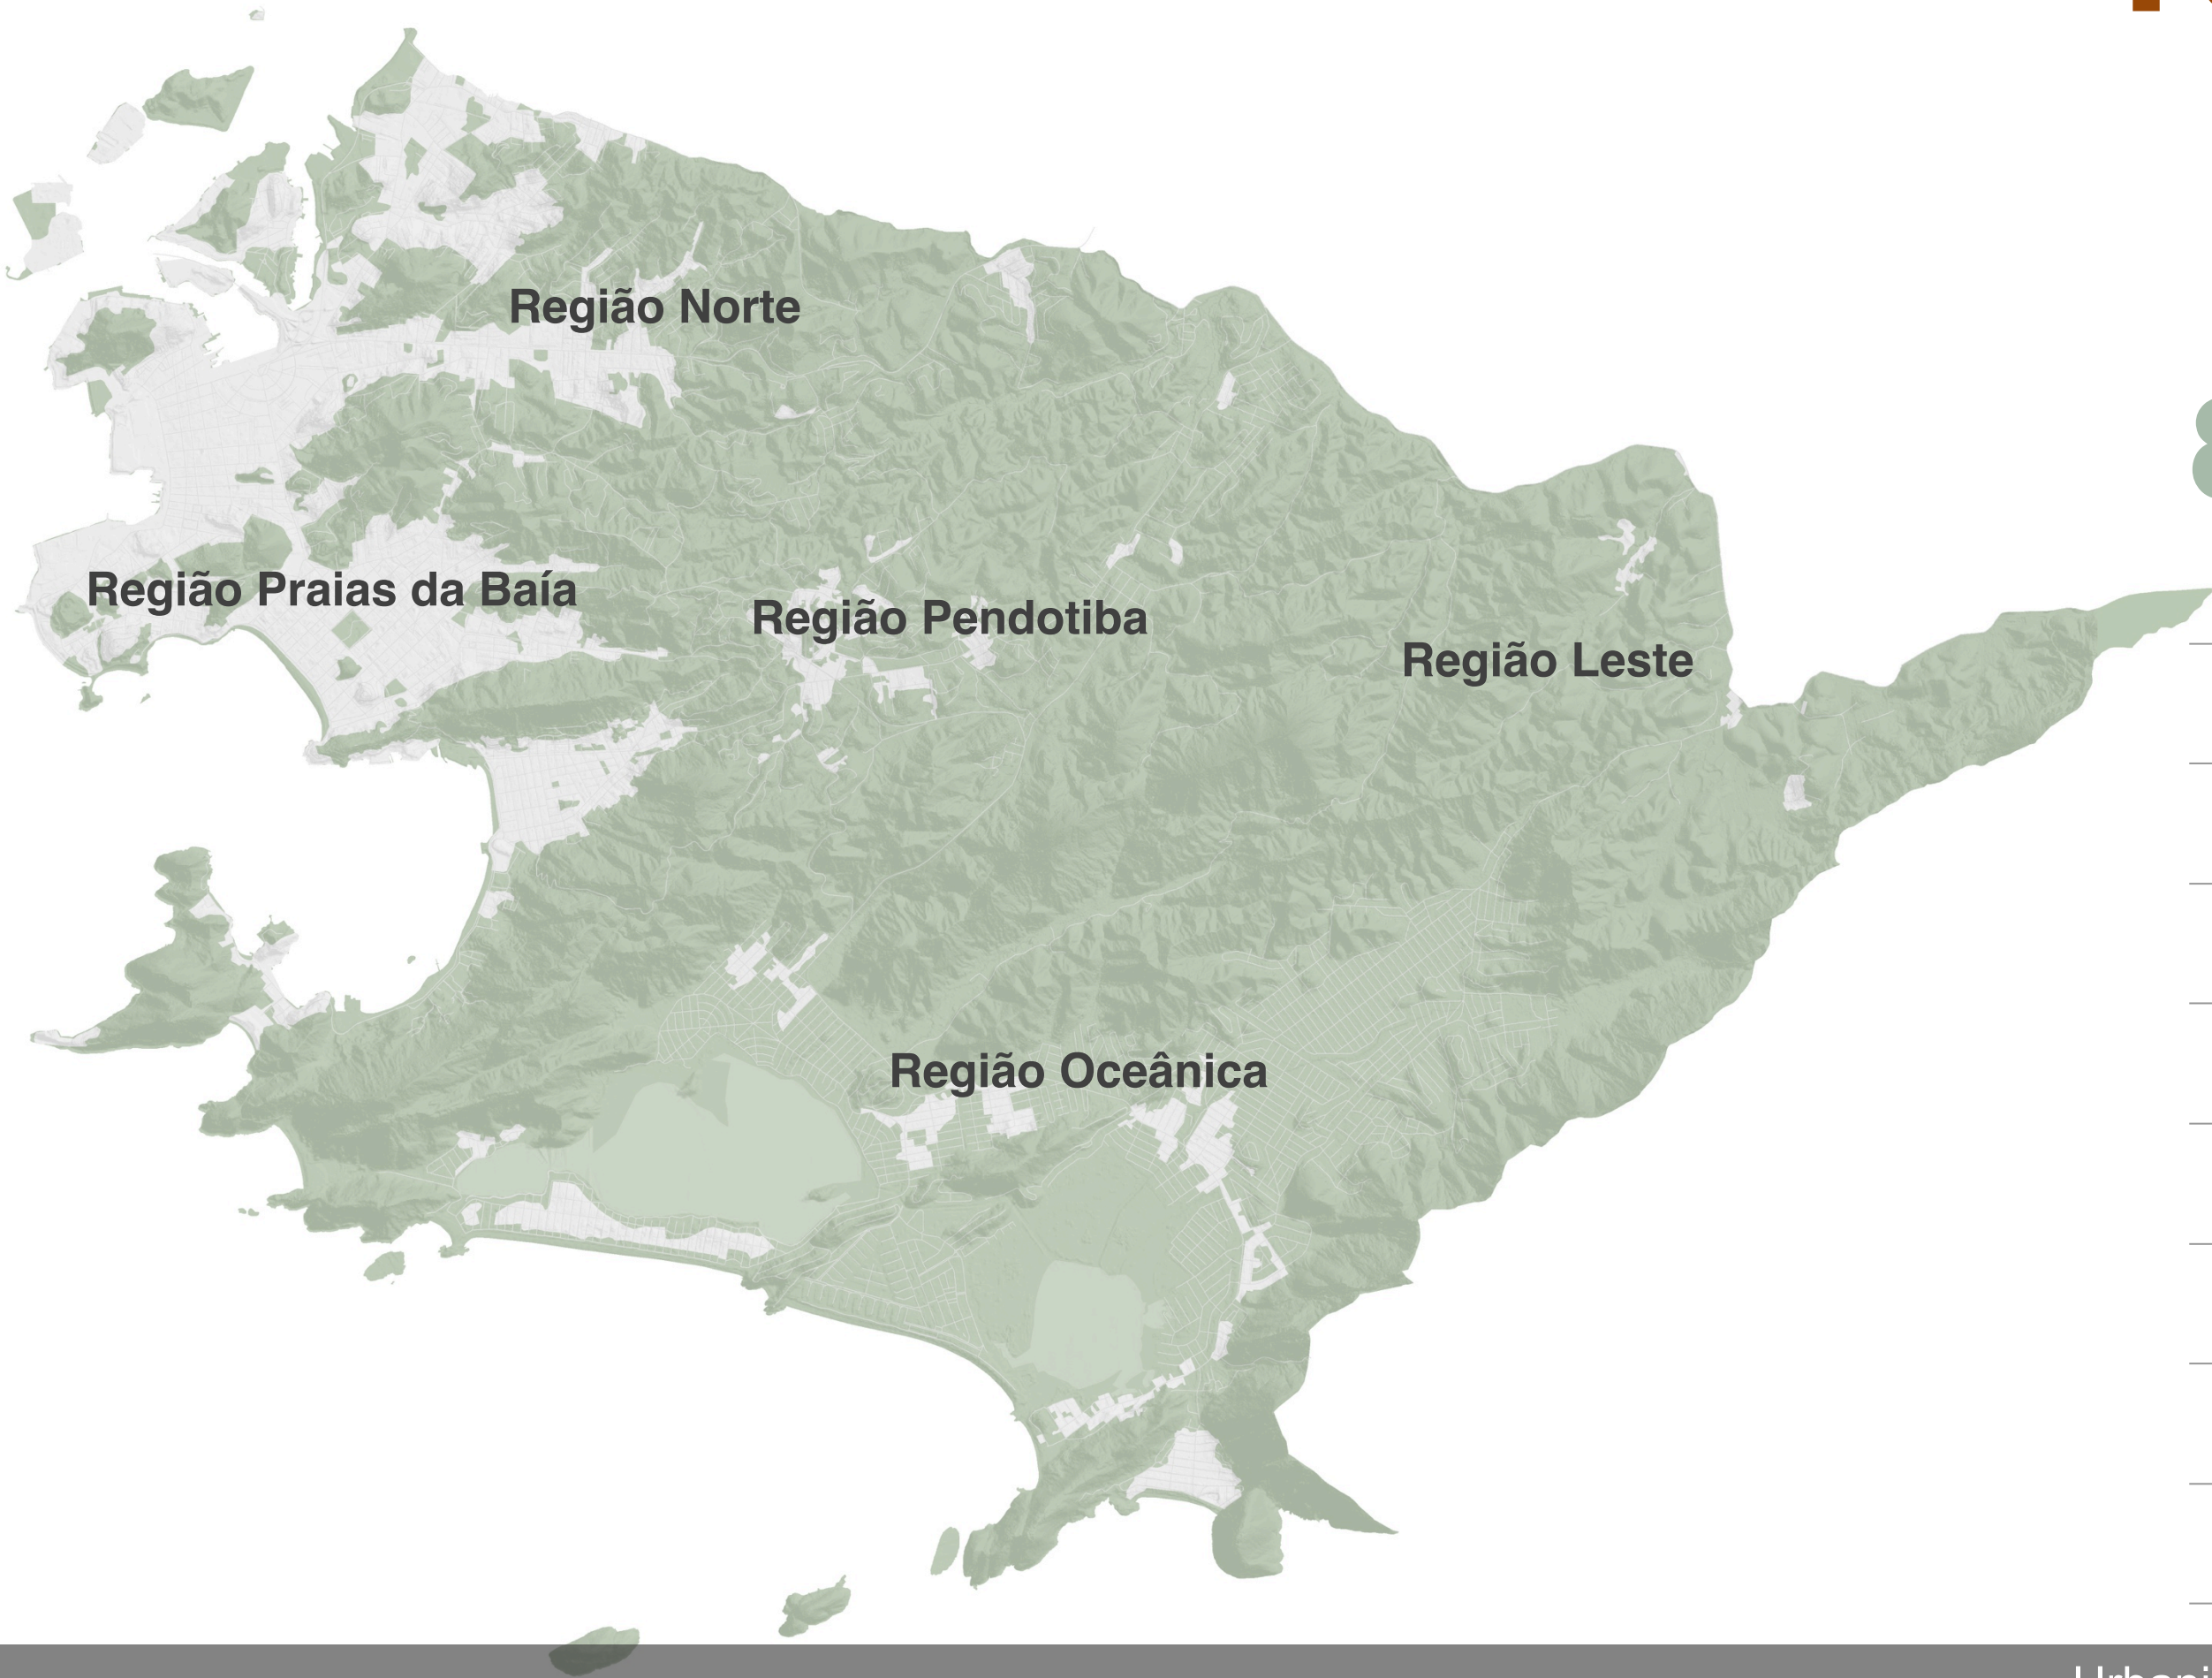 Região Norte
Região Praias da Baía
Região Pendotiba
Região Leste
Região Oceânica